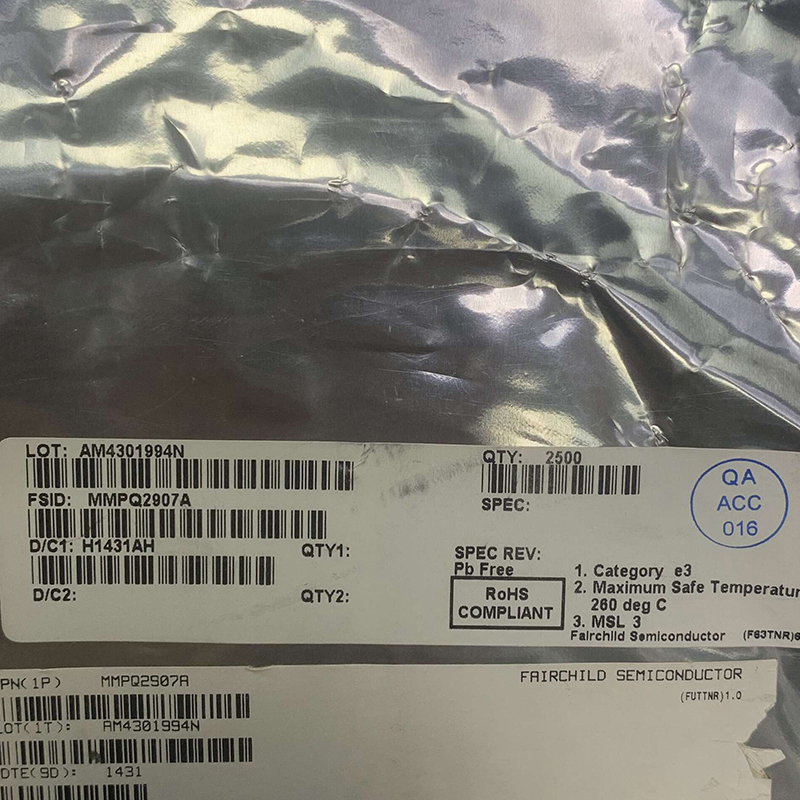 LOT: AM4301994N
QTY: 2500
FSID: MMPQ2907A
SPEC:
QA
ACC
016
D/C1: H1431AH
QTY1:
SPEC REV:
Pb Free
D/C2:
QTY2:
RoHS
COMPLIANT
1. Category e3
2. Maximum Safe Temperatur
260 deg C
3. MSL 3
Fairchild Semiconductor (F63TNR)
PN(1P) MMPQ2907A
FAIRCHILD SEMICONDUCTOR
(FUTTNR)1.0
LOT(1T): AM4301994N
DTE(9D): 1431